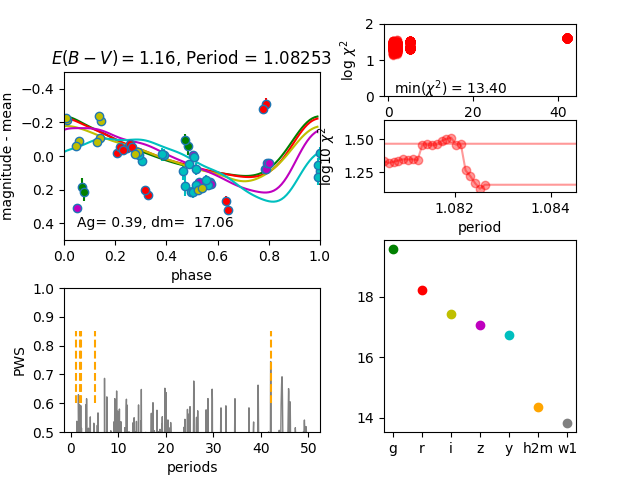 E(B − V) = 1.16, Period = 1.08253
magnitude - mean
−0.4
−0.2
0.0
0.2
0.4
Ag= 0.39, dm=  17.06
0.0 0.2 0.4 0.6 0.8 1.0
phase
log χ²
2
1
0
min(χ²) = 13.40
0 20 40
log10 χ²
1.50
1.25
1.082 1.084
period
PWS
1.0
0.9
0.8
0.7
0.6
0.5
0 10 20 30 40 50
periods
18
16
14
g r i z y h2m w1